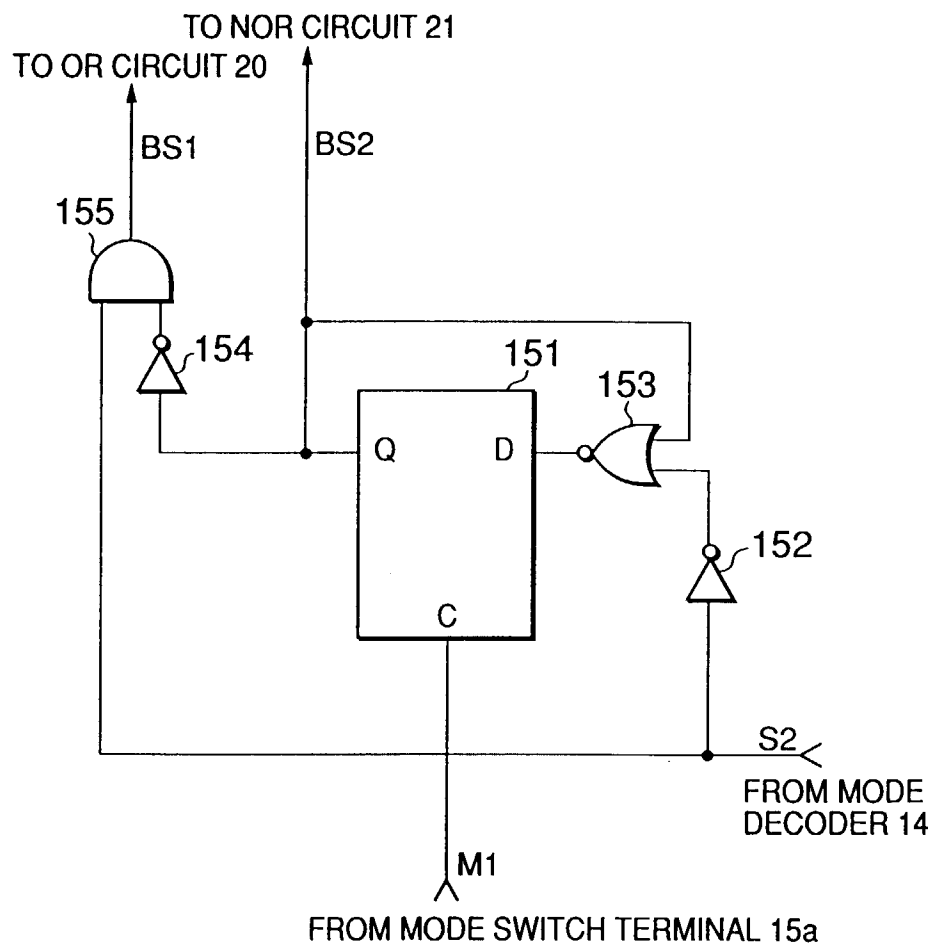 TO NOR CIRCUIT 21
TO OR CIRCUIT 20
BS1
BS2
155
154
151
153
Q
D
152
C
S2
FROM MODE
DECODER 14
M1
FROM MODE SWITCH TERMINAL 15a